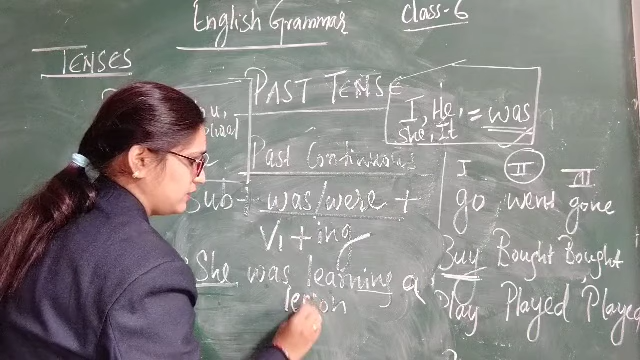 English Grammar
Class-6
TENSES
PAST TENSE
I, He,
She, It = was
Past Continuous
Sub + was/were +
V1 + ing
She was learning a
lesson
I II III
go went gone
Buy Bought Bought
Play Played Played